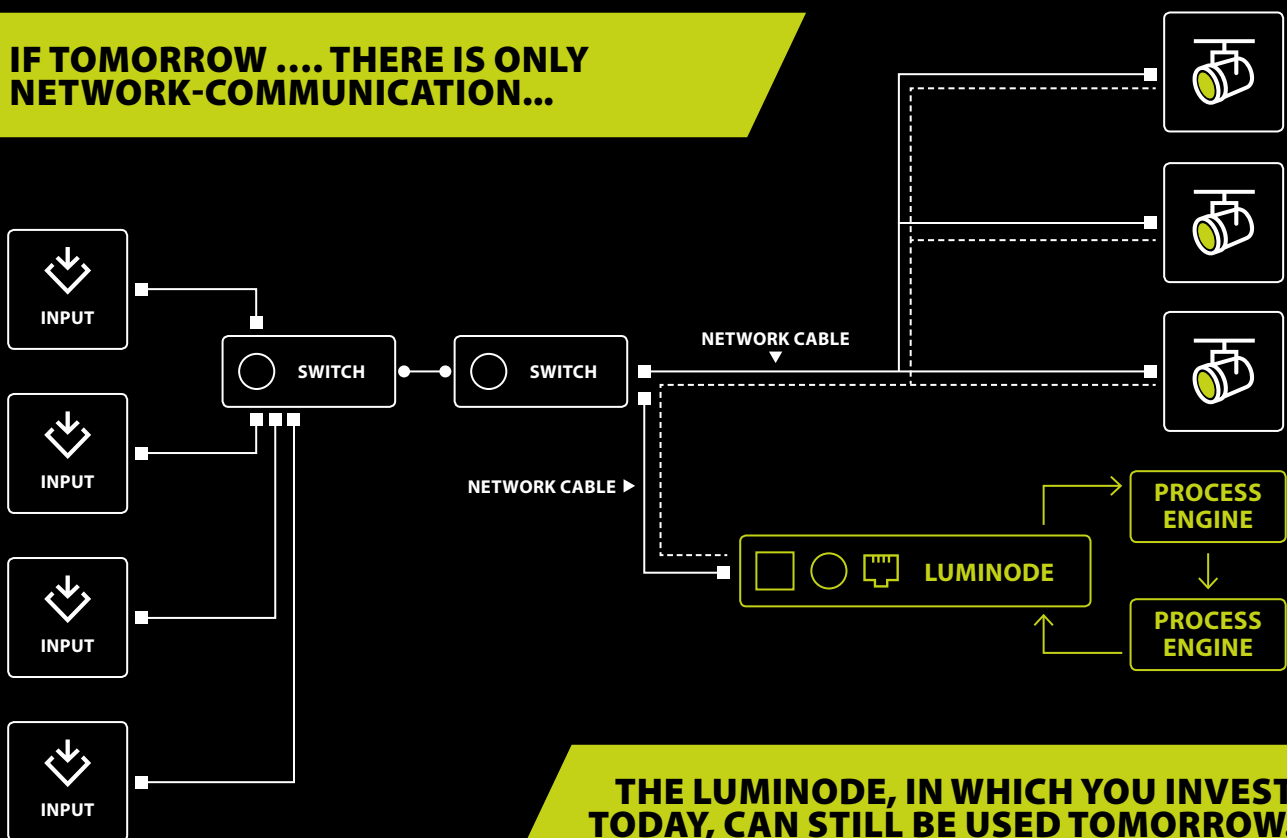 IF TOMORROW .... THERE IS ONLY
NETWORK-COMMUNICATION...
INPUT
SWITCH
SWITCH
NETWORK CABLE
INPUT
NETWORK CABLE
PROCESS
ENGINE
LUMINODE
INPUT
PROCESS
ENGINE
INPUT
THE LUMINODE, IN WHICH YOU INVEST
TODAY, CAN STILL BE USED TOMORROW